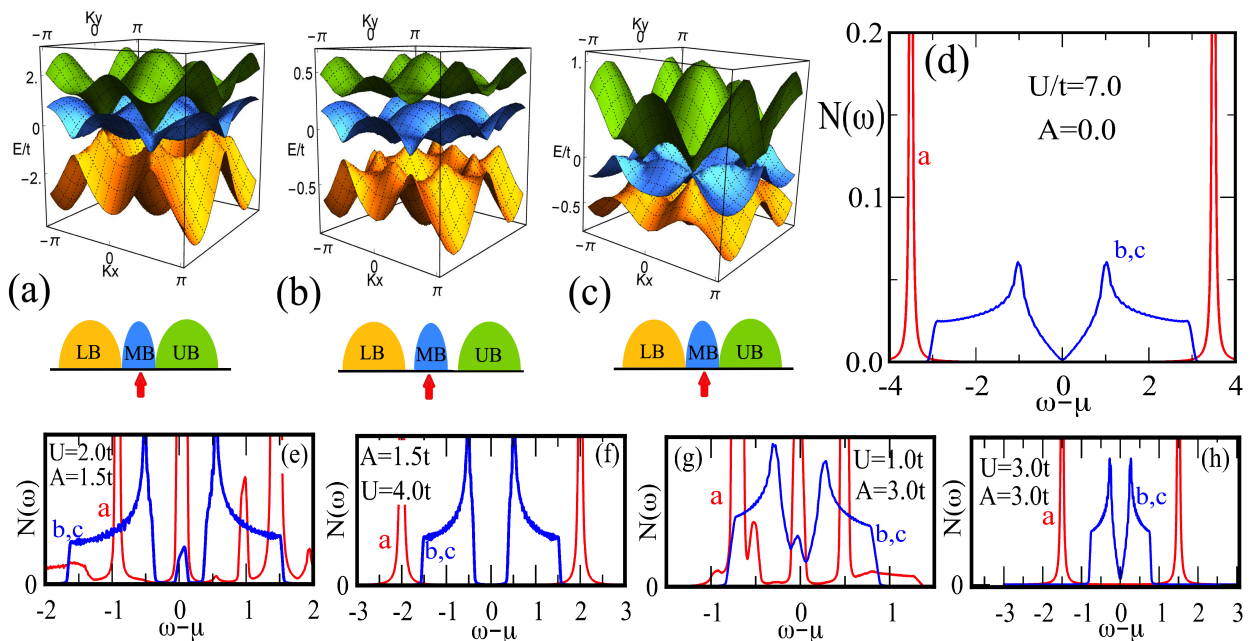 Ky
−π
0
π
2.
0
E/t
−2.
−π
0
Kx
π
(a)
LB
MB
UB
Ky
−π
0
π
0.5
0
E/t
−0.5
−π
0
Kx
π
(b)
LB
MB
UB
Ky
−π
0
π
1.
0
E/t
−0.5
−π
0
Kx
π
(c)
LB
MB
UB
0.2
(d)
U/t=7.0
N(ω)
A=0.0
a
0.1
b,c
0.0
-4
-2
0
2
4
ω−μ
U=2.0t
(e)
A=1.5t
N(ω)
a
b,c
0
-2
-1
0
1
2
ω−μ
A=1.5t
(f)
U=4.0t
N(ω)
a
b,c
0
-3
-2
-1
0
1
2
3
ω−μ
(g)
U=1.0t
A=3.0t
N(ω)
a
b,c
0
-1
0
1
ω−μ
(h)
U=3.0t
A=3.0t
N(ω)
a
b,c
0
-3
-2
-1
0
1
2
3
ω−μ